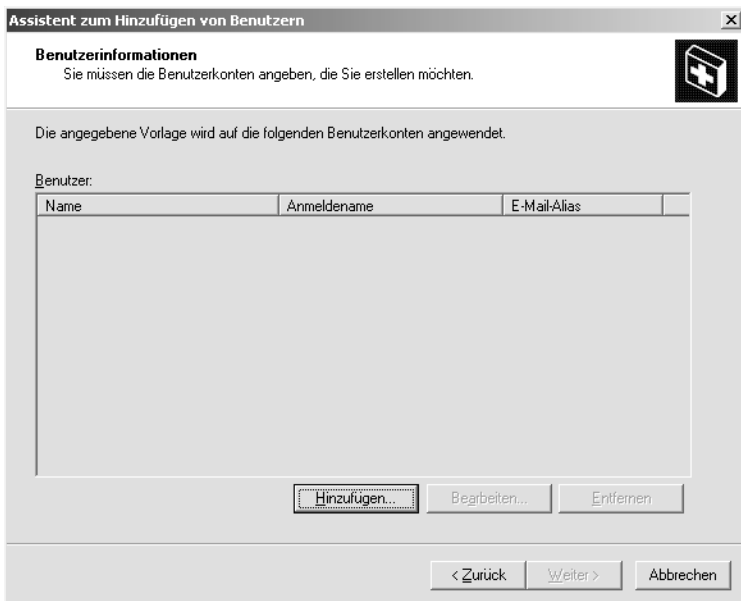 Assistent zum Hinzufügen von Benutzern
Benutzerinformationen
Sie müssen die Benutzerkonten angeben, die Sie erstellen möchten.
Die angegebene Vorlage wird auf die folgenden Benutzerkonten angewendet.
Benutzer:
Name Anmeldename E-Mail-Alias
Hinzufügen... Bearbeiten... Entfernen
< Zurück Weiter > Abbrechen